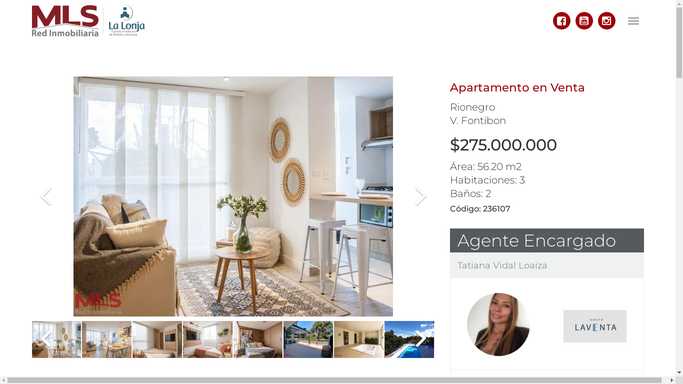 MLS
Red Inmobiliaria
La Lonja
Apartamento en Venta
Rionegro
V. Fontibon
$275.000.000
Área: 56.20 m2
Habitaciones: 3
Baños: 2
Código: 236107
MLS
Agente Encargado
Tatiana Vidal Loaiza
LAVENTA